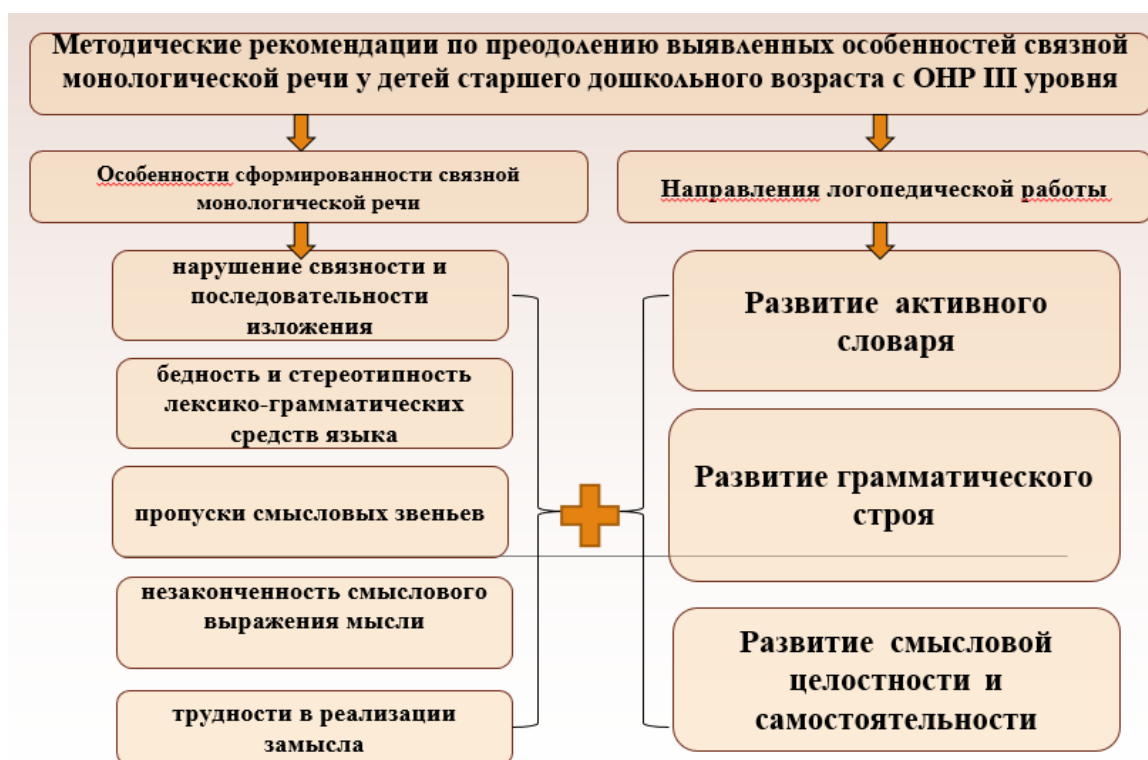 Методические рекомендации по преодолению выявленных особенностей связной
монологической речи у детей старшего дошкольного возраста с ОНР III уровня
Особенности сформированности связной
монологической речи
нарушение связности и
последовательности
изложения
бедность и стереотипность
лексико-грамматических
средств языка
пропуски смысловых звеньев
незаконченность смыслового
выражения мысли
трудности в реализации
замысла
Направления логопедической работы
Развитие активного
словаря
Развитие грамматического
строя
Развитие смысловой
целостности и
самостоятельности